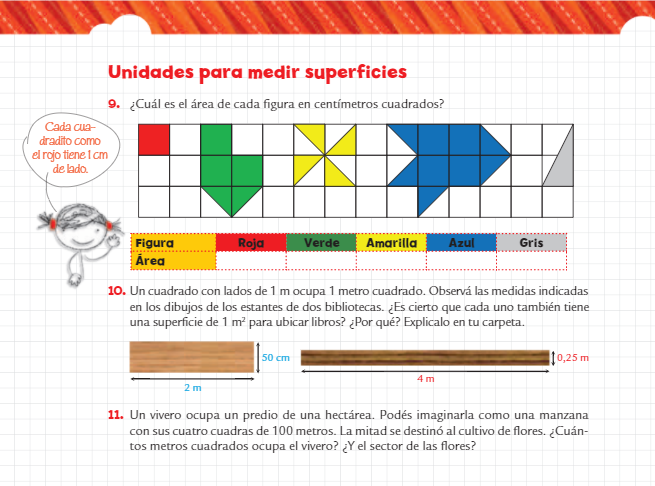 Unidades para medir superficies
9. ¿Cuál es el área de cada figura en centímetros cuadrados?
Cada cua-
dradito como
el rojo tiene 1 cm
de lado.
Figura Roja Verde Amarilla Azul Gris
Área
10. Un cuadrado con lados de 1 m ocupa 1 metro cuadrado. Observá las medidas indicadas
en los dibujos de los estantes de dos bibliotecas. ¿Es cierto que cada uno también tiene
una superficie de 1 m² para ubicar libros? ¿Por qué? Explicalo en tu carpeta.
50 cm
2 m
0,25 m
4 m
11. Un vivero ocupa un predio de una hectárea. Podés imaginarla como una manzana
con sus cuatro cuadras de 100 metros. La mitad se destinó al cultivo de flores. ¿Cuán-
tos metros cuadrados ocupa el vivero? ¿Y el sector de las flores?